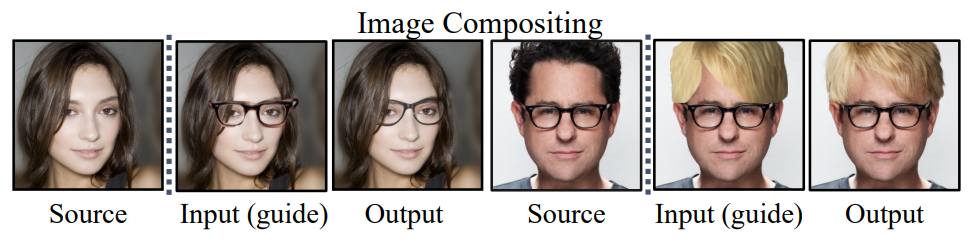 Image Compositing
Source Input (guide) Output Source Input (guide) Output